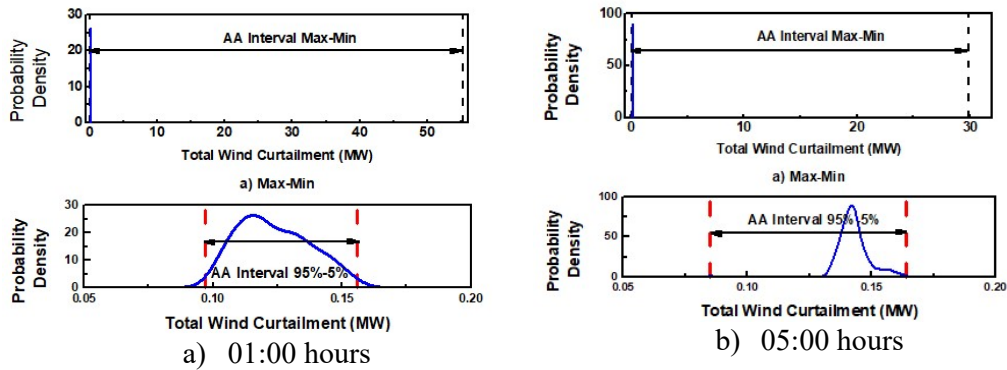 30
20
10
0
Probability
Density
AA Interval Max-Min
0 10 20 30 40 50
Total Wind Curtailment (MW)
a) Max-Min
30
20
10
0
Probability
Density
AA Interval 95%-5%
0.05 0.10 0.15 0.20
Total Wind Curtailment (MW)
a) 01:00 hours
100
75
50
25
0
Probability
Density
AA Interval Max-Min
0 10 20 30
Total Wind Curtailment (MW)
a) Max-Min
100
75
50
25
0
Probability
Density
AA Interval 95%-5%
0.05 0.10 0.15 0.20
Total Wind Curtailment (MW)
b) 05:00 hours